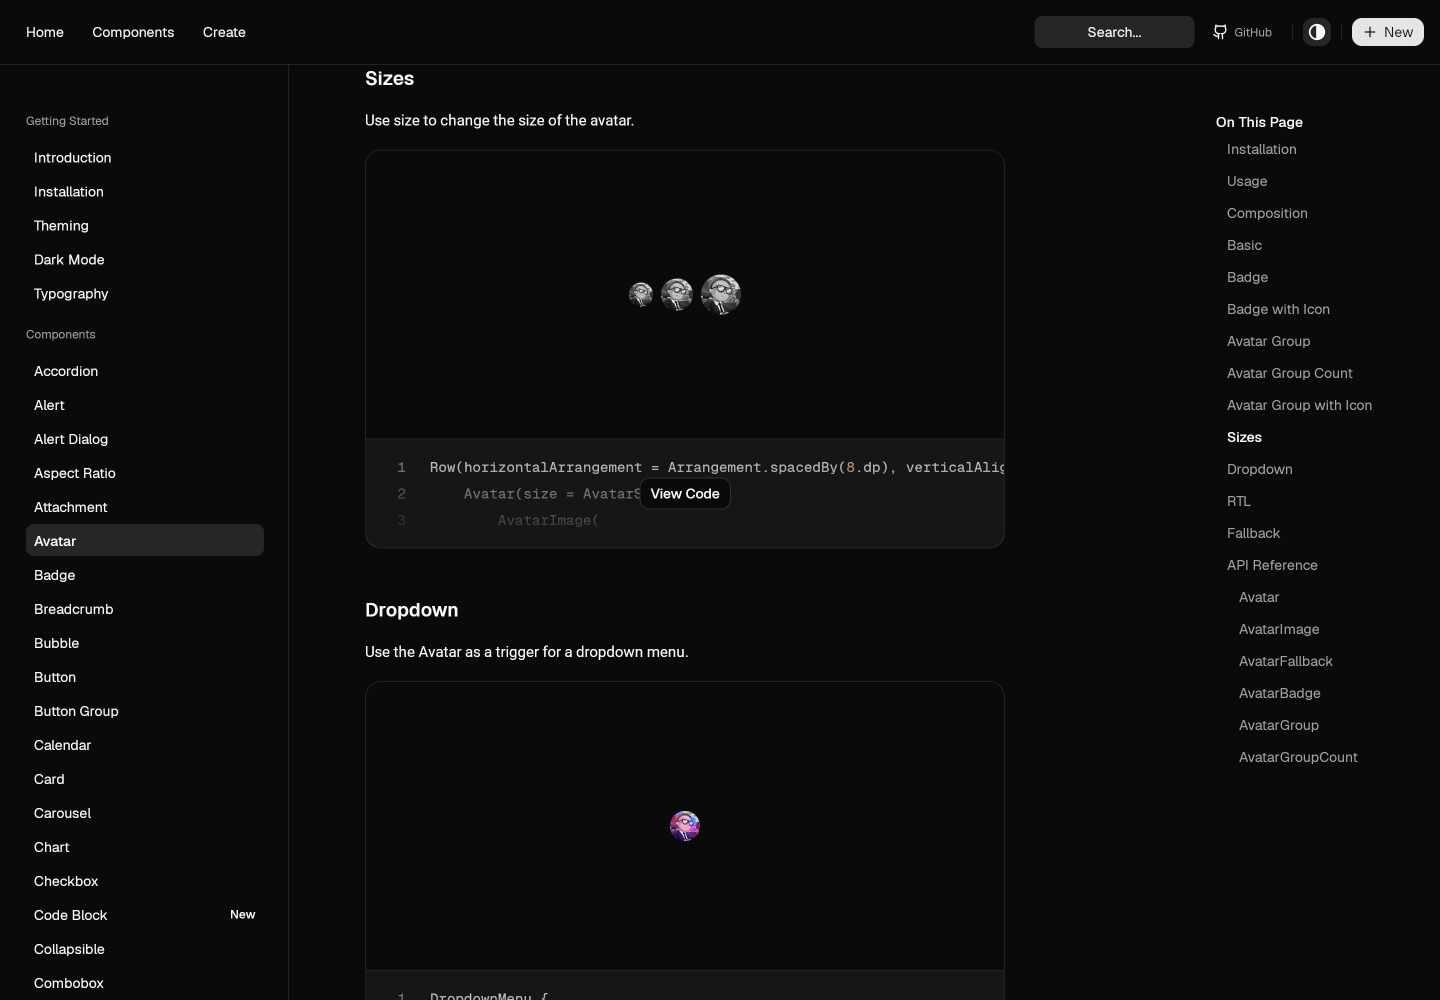 Home
Components
Create
Search...
GitHub
New
Getting Started
Introduction
Installation
Theming
Dark Mode
Typography
Components
Accordion
Alert
Alert Dialog
Aspect Ratio
Attachment
Avatar
Badge
Breadcrumb
Bubble
Button
Button Group
Calendar
Card
Carousel
Chart
Checkbox
Code Block New
Collapsible
Combobox
Sizes
Use size to change the size of the avatar.
1 Row(horizontalArrangement = Arrangement.spacedBy(8.dp), verticalAlig
2 Avatar(size = AvatarS
View Code
3 AvatarImage(
Dropdown
Use the Avatar as a trigger for a dropdown menu.
1 DropdownMenu {
On This Page
Installation
Usage
Composition
Basic
Badge
Badge with Icon
Avatar Group
Avatar Group Count
Avatar Group with Icon
Sizes
Dropdown
RTL
Fallback
API Reference
Avatar
AvatarImage
AvatarFallback
AvatarBadge
AvatarGroup
AvatarGroupCount